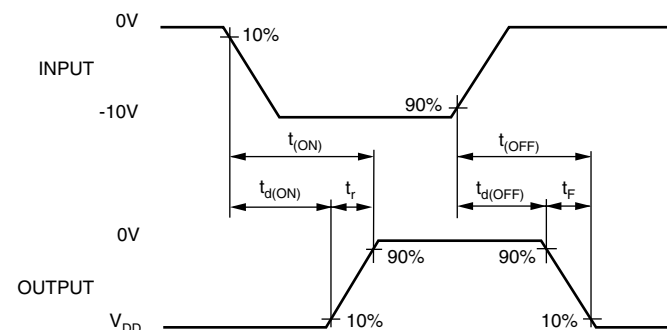 0V
10%
INPUT
-10V
90%
t(ON)
t(OFF)
td(ON)
tr
td(OFF)
tF
0V
90%
90%
OUTPUT
VDD
10%
10%